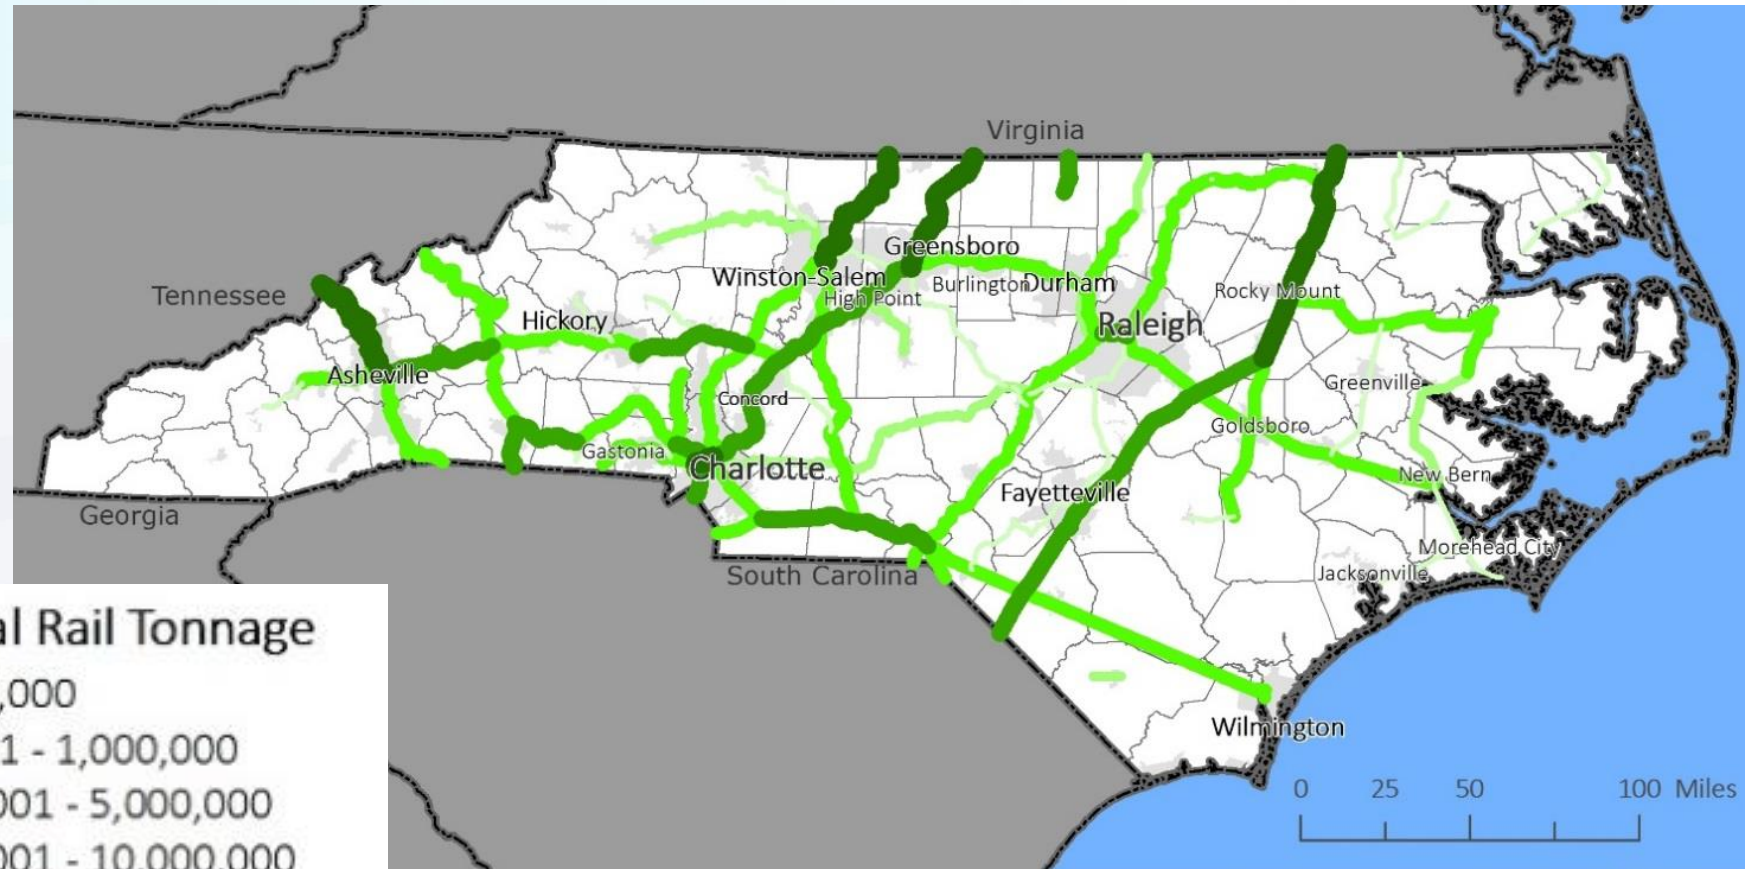 Virginia
Tennessee
Greensboro
Winston-Salem
High Point
Burlington
Durham
Rocky Mount
Hickory
Raleigh
Asheville
Concord
Greenville
Gastonia
Goldsboro
Charlotte
New Bern
Fayetteville
Georgia
Morehead City
South Carolina
Jacksonville
Wilmington
al Rail Tonnage
,000
1 - 1,000,000
001 - 5,000,000
001 - 10,000,000
0 25 50 100 Miles